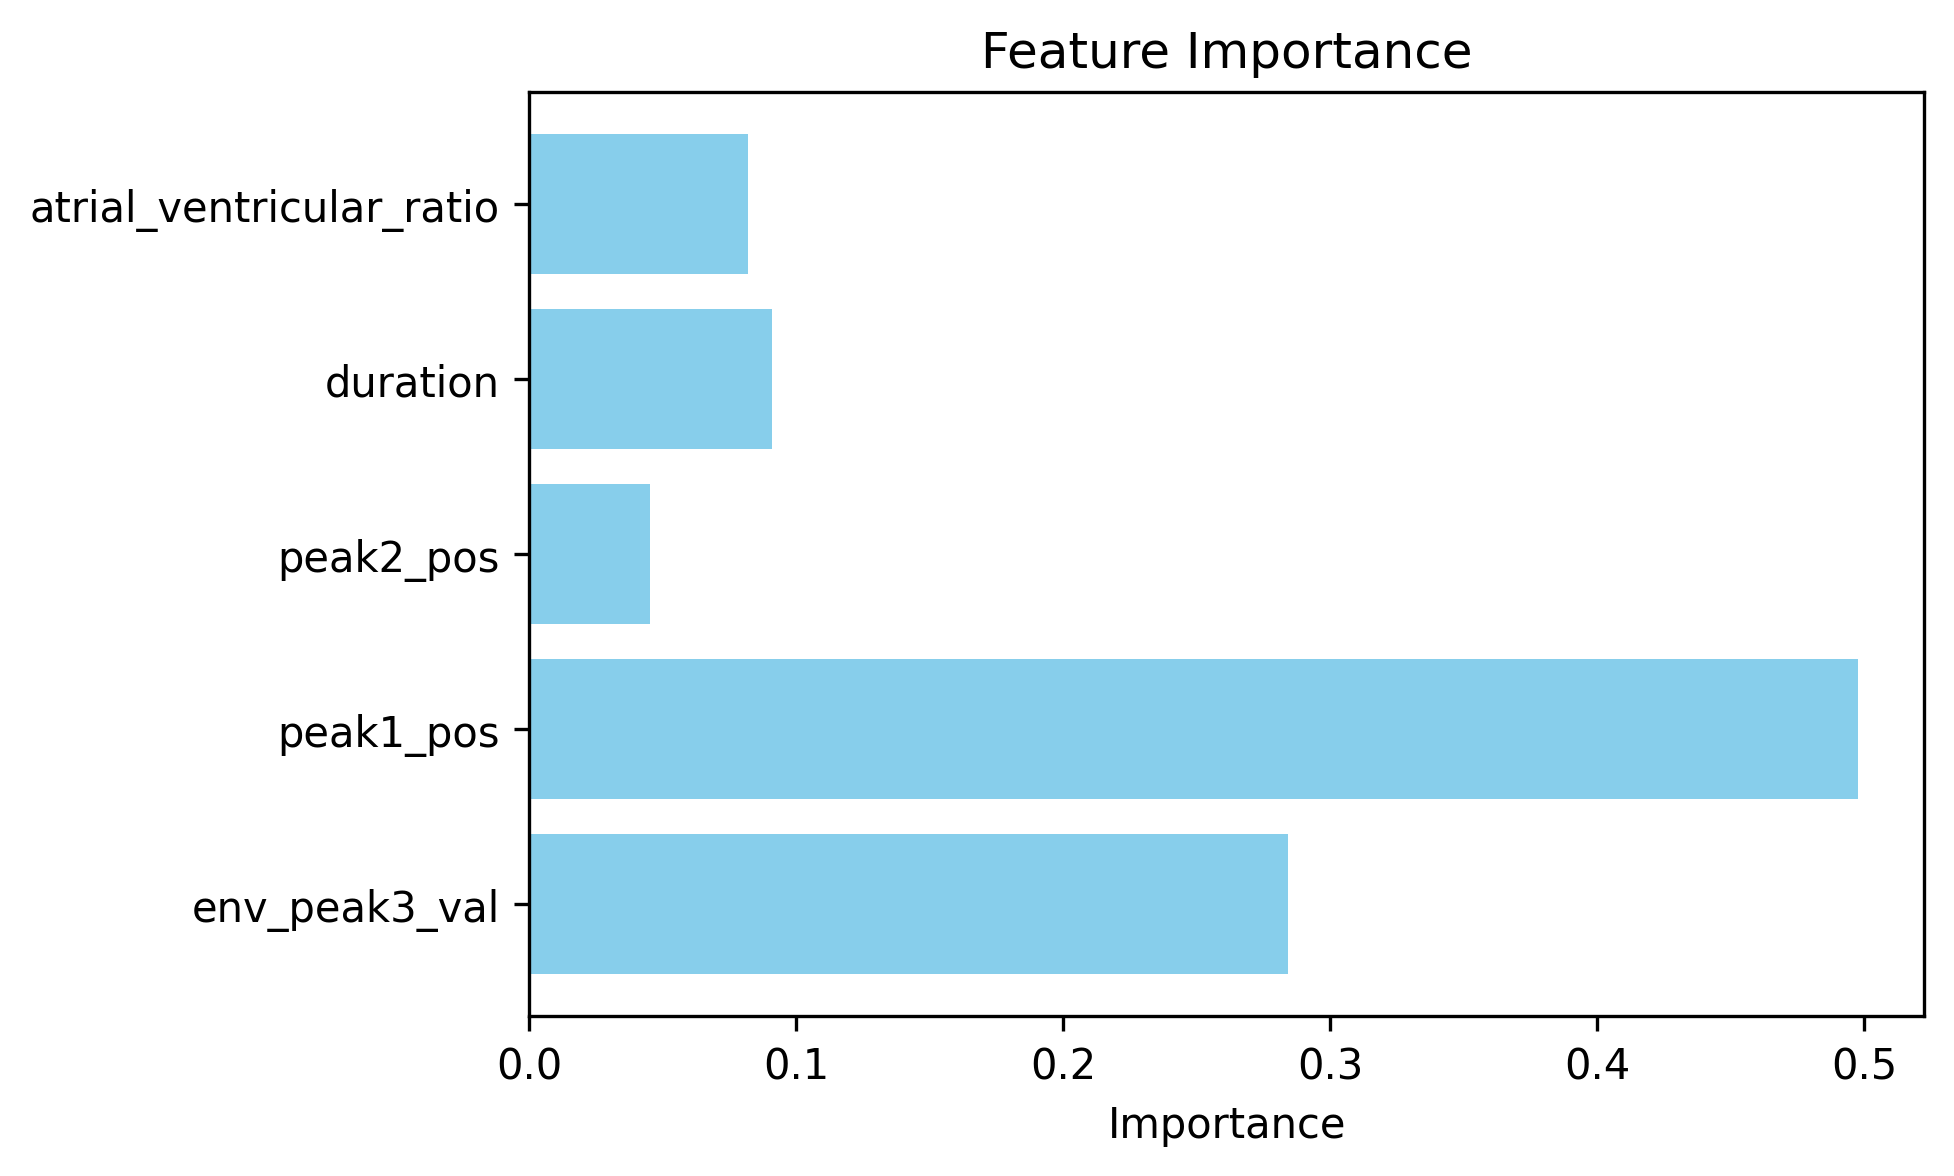 Feature Importance
atrial_ventricular_ratio
duration
peak2_pos
peak1_pos
env_peak3_val
0.0 0.1 0.2 0.3 0.4 0.5
Importance